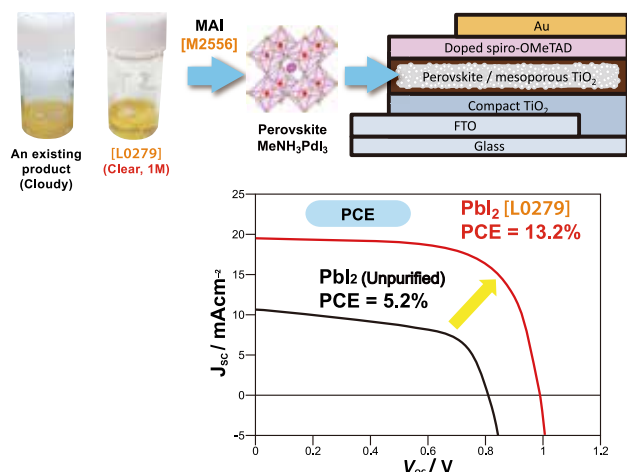 MAI
[M2556]
An existing
product
(Cloudy)
[L0279]
(Clear, 1M)
Perovskite
MeNH₃PdI₃
Au
Doped spiro-OMeTAD
Perovskite / mesoporous TiO₂
Compact TiO₂
FTO
Glass
PCE
PbI₂ [L0279]
PCE = 13.2%
PbI₂ (Unpurified)
PCE = 5.2%
Jsc / mAcm⁻²
25
20
15
10
5
0
-5
0
0.2
0.4
0.6
0.8
1
1.2
Voc / V